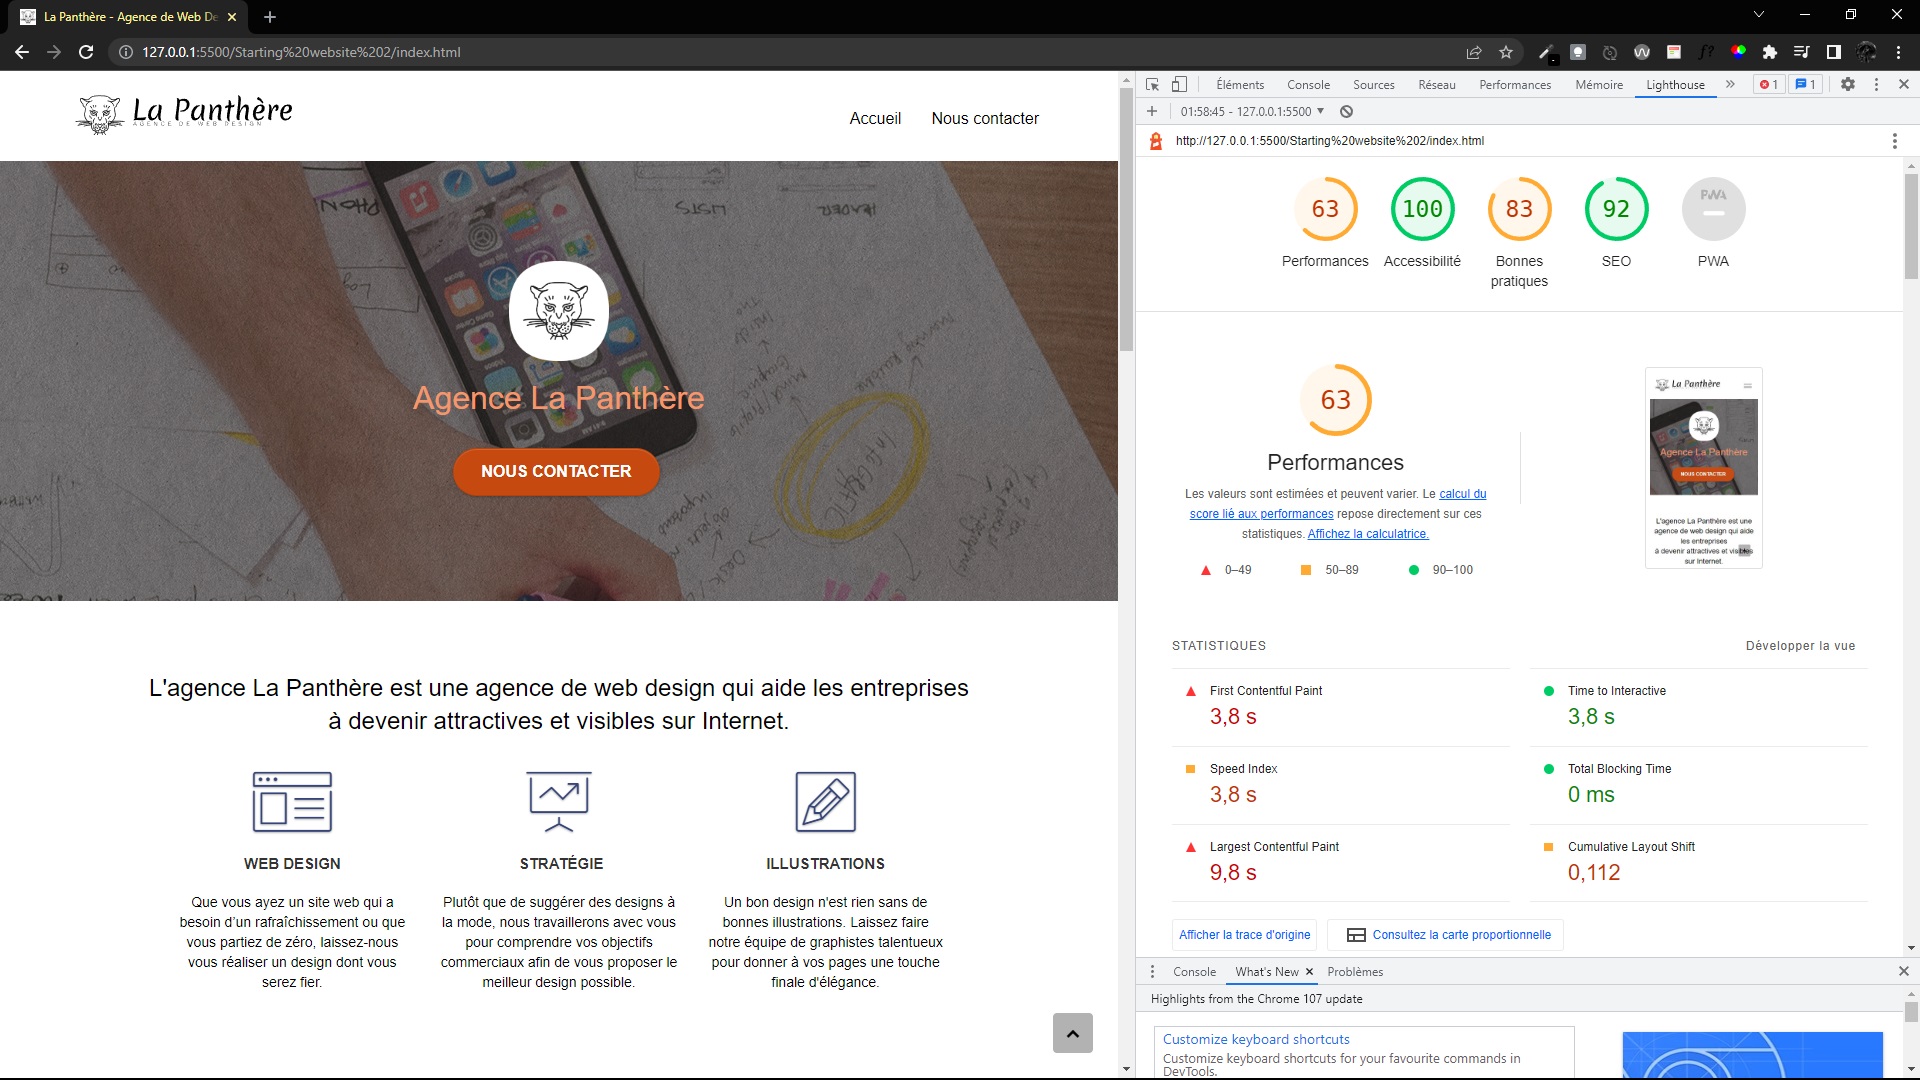 La Panthère - Agence de Web De
127.0.0.1:5500/Starting%20website%202/index.html
La Panthère
AGENCE DE WEB DESIGN
Accueil
Nous contacter
LISTS
HEADER
Agence La Panthère
NOUS CONTACTER
L'agence La Panthère est une agence de web design qui aide les entreprises
à devenir attractives et visibles sur Internet.
WEB DESIGN
Que vous ayez un site web qui a
besoin d'un rafraîchissement ou que
vous partiez de zéro, laissez-nous
vous réaliser un design dont vous
serez fier.
STRATÉGIE
Plutôt que de suggérer des designs à
la mode, nous travaillerons avec vous
pour comprendre vos objectifs
commerciaux afin de vous proposer le
meilleur design possible.
ILLUSTRATIONS
Un bon design n'est rien sans de
bonnes illustrations. Laissez faire
notre équipe de graphistes talentueux
pour donner à vos pages une touche
finale d'élégance.
Éléments Console Sources Réseau Performances Mémoire Lighthouse » 1 1
01:58:45 - 127.0.0.1:5500
http://127.0.0.1:5500/Starting%20website%202/index.html
63
Performances
100
Accessibilité
83
Bonnes
pratiques
92
SEO
PWA
PWA
63
Performances
Les valeurs sont estimées et peuvent varier. Le calcul du
score lié aux performances repose directement sur ces
statistiques. Affichez la calculatrice.
0–49 50–89 90–100
La Panthère
Agence La Panthère
NOUS CONTACTER
L'agence La Panthère est une
agence de web design qui aide
les entreprises
à devenir attractives et visibles
sur Internet.
STATISTIQUES
Développer la vue
First Contentful Paint
3,8 s
Time to Interactive
3,8 s
Speed Index
3,8 s
Total Blocking Time
0 ms
Largest Contentful Paint
9,8 s
Cumulative Layout Shift
0,112
Afficher la trace d'origine
Consultez la carte proportionnelle
Console What's New Problèmes
Highlights from the Chrome 107 update
Customize keyboard shortcuts
Customize keyboard shortcuts for your favourite commands in
DevTools.